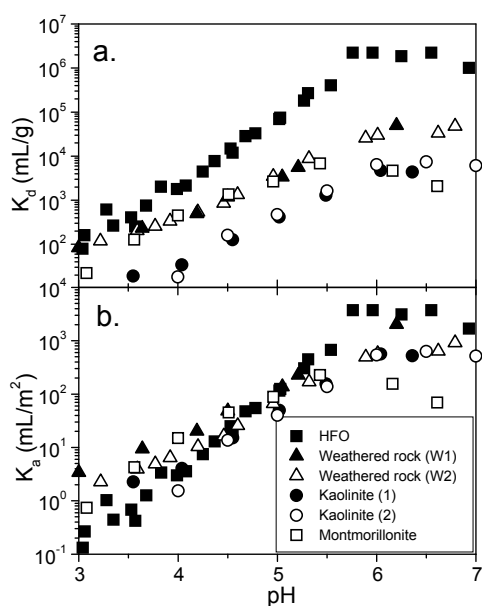 a.
K_d (mL/g)
10^7
10^6
10^5
10^4
10^3
10^2
10^4
b.
K_a (mL/m^2)
10^3
10^2
10^1
10^0
10^-1
HFO
Weathered rock (W1)
Weathered rock (W2)
Kaolinite (1)
Kaolinite (2)
Montmorillonite
3 4 5 6 7
pH